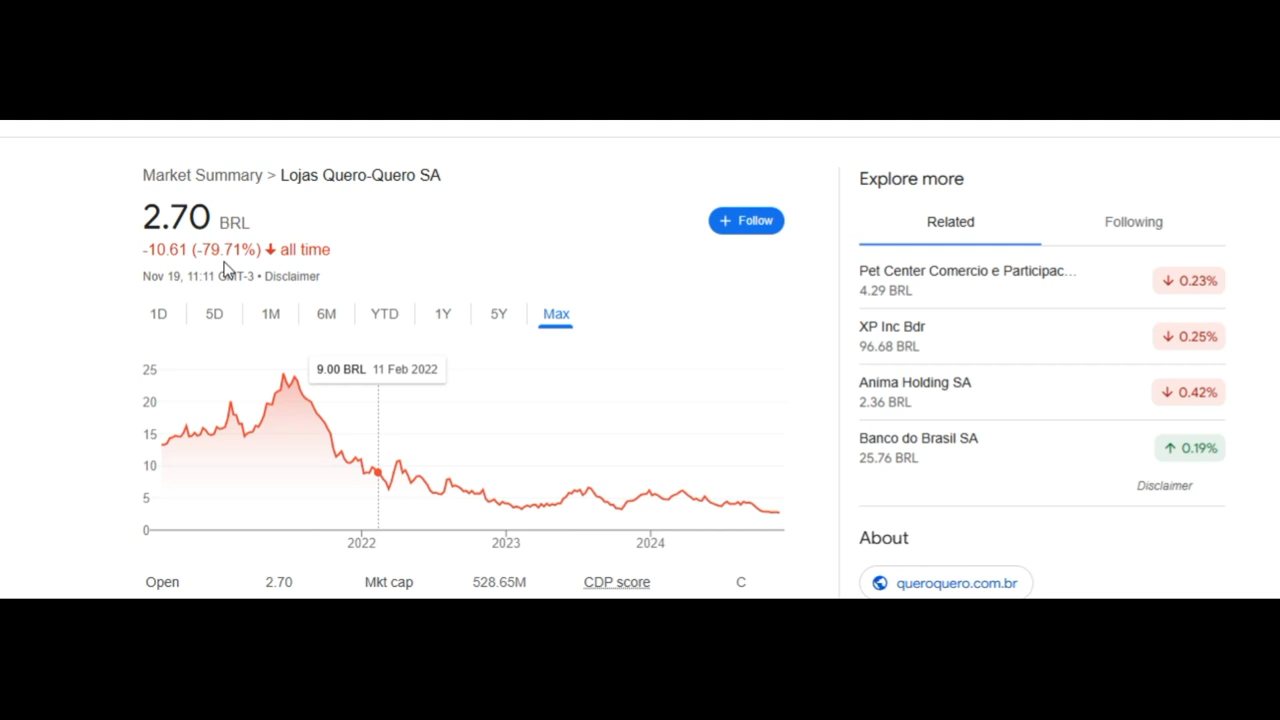 Market Summary > Lojas Quero-Quero SA
2.70 BRL
+ Follow
-10.61 (-79.71%) ↓ all time
Nov 19, 11:11 GMT-3 • Disclaimer
1D 5D 1M 6M YTD 1Y 5Y Max
9.00 BRL 11 Feb 2022
25
20
15
10
5
0
2022 2023 2024
Open 2.70 Mkt cap 528.65M CDP score C
Explore more
Related Following
Pet Center Comercio e Participac...
4.29 BRL
↓ 0.23%
XP Inc Bdr
96.68 BRL
↓ 0.25%
Anima Holding SA
2.36 BRL
↓ 0.42%
Banco do Brasil SA
25.76 BRL
↑ 0.19%
Disclaimer
About
queroquero.com.br